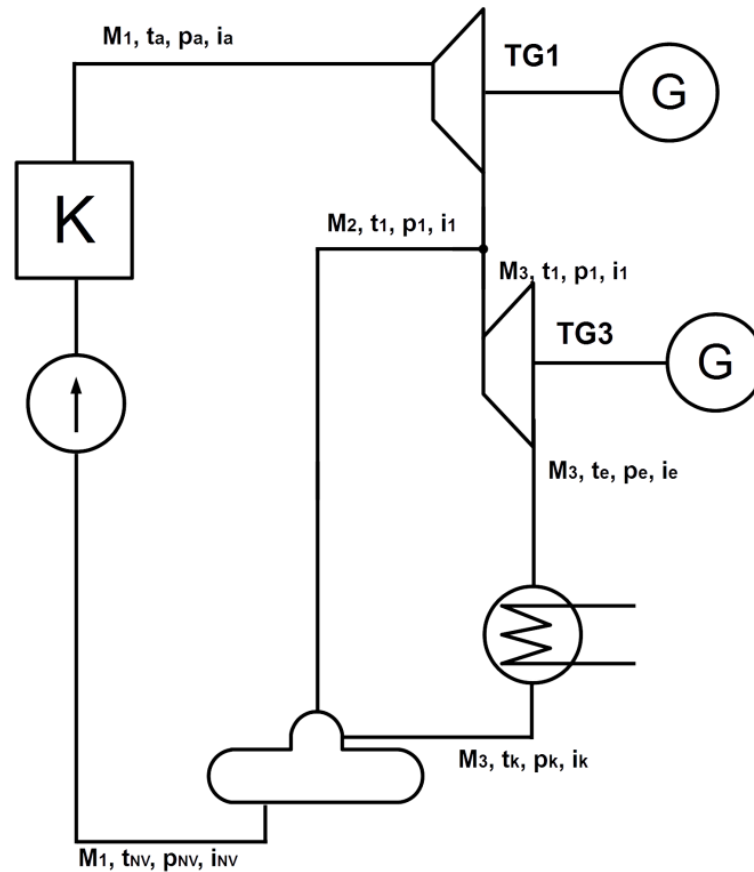 M1, ta, pa, ia
TG1
G
K
M2, t1, p1, i1
M3, t1, p1, i1
TG3
G
M3, te, pe, ie
M3, tk, pk, ik
M1, tNV, pNV, iNV